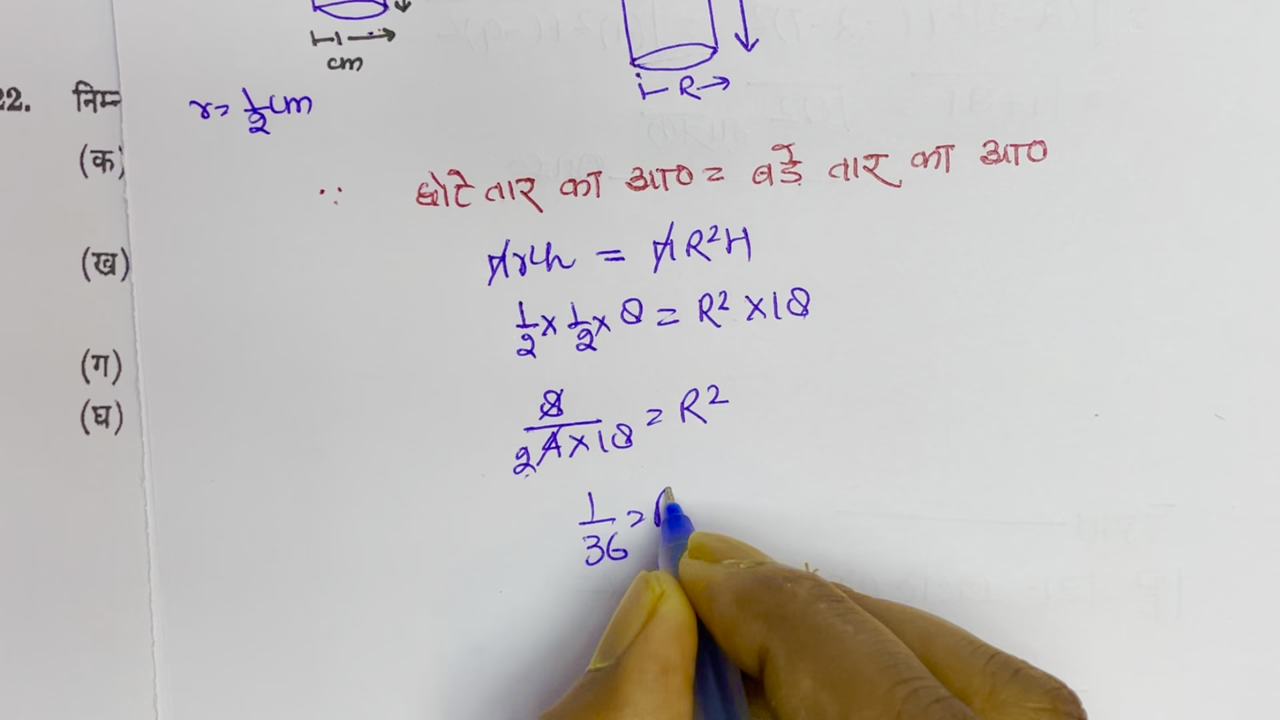 ⊢1→
cm
⊢R→
22. निम्न
r = 1/2 cm
(क)
∵ छोटे तार का आ० = बड़े तार का आ०
πr²h = πR²H
(ख)
1/2 × 1/2 × 8 = R² × 18
(ग)
(घ)
8/(2 4×18) = R²
1/36 =